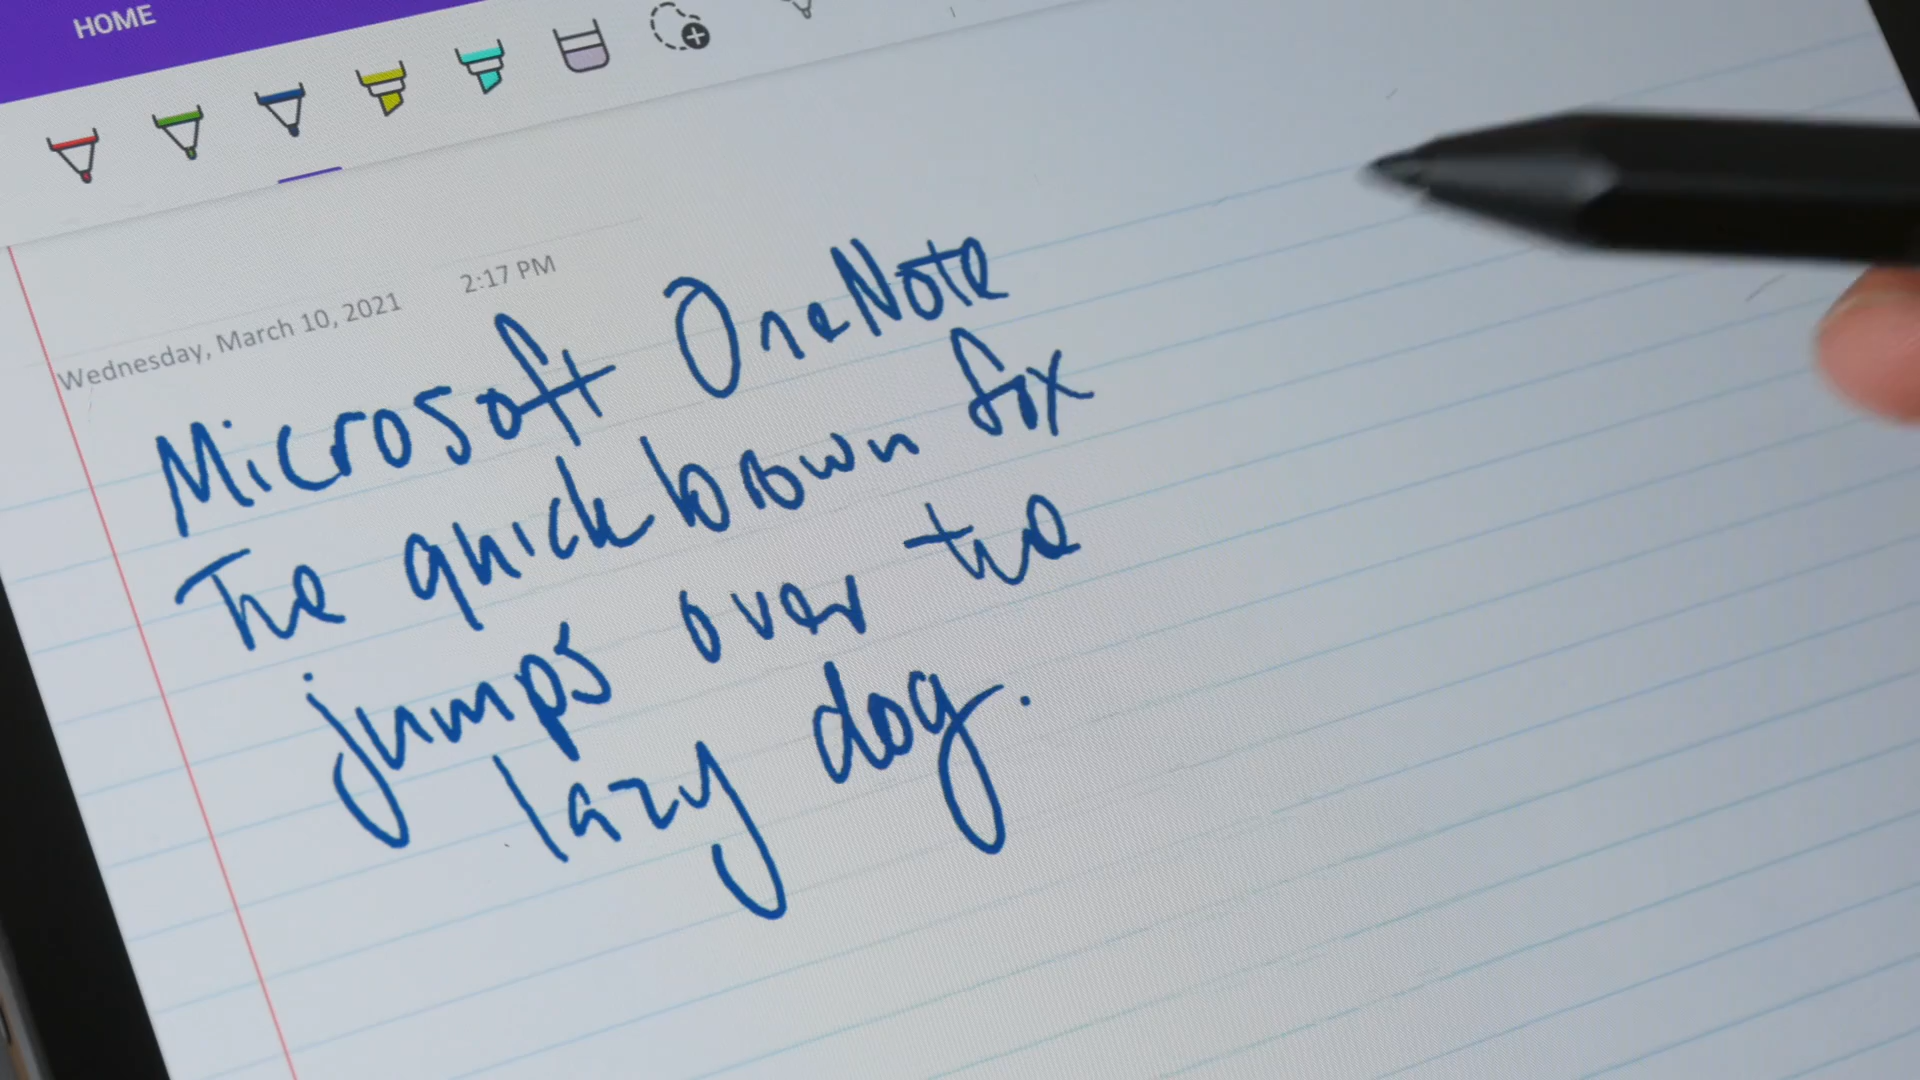 HOME
Wednesday, March 10, 2021 2:17 PM
Microsoft OneNote
The quick brown fox
jumps over the
lazy dog.